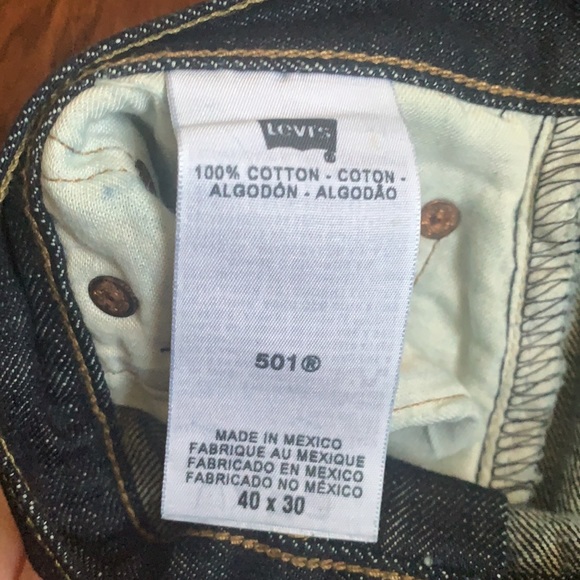 Levi's
®
100% COTTON - COTON -
ALGODÓN - ALGODÃO
501®
MADE IN MEXICO
FABRIQUE AU MEXIQUE
FABRICADO EN MEXICO
FABRICADO NO MÉXICO
40 x 30